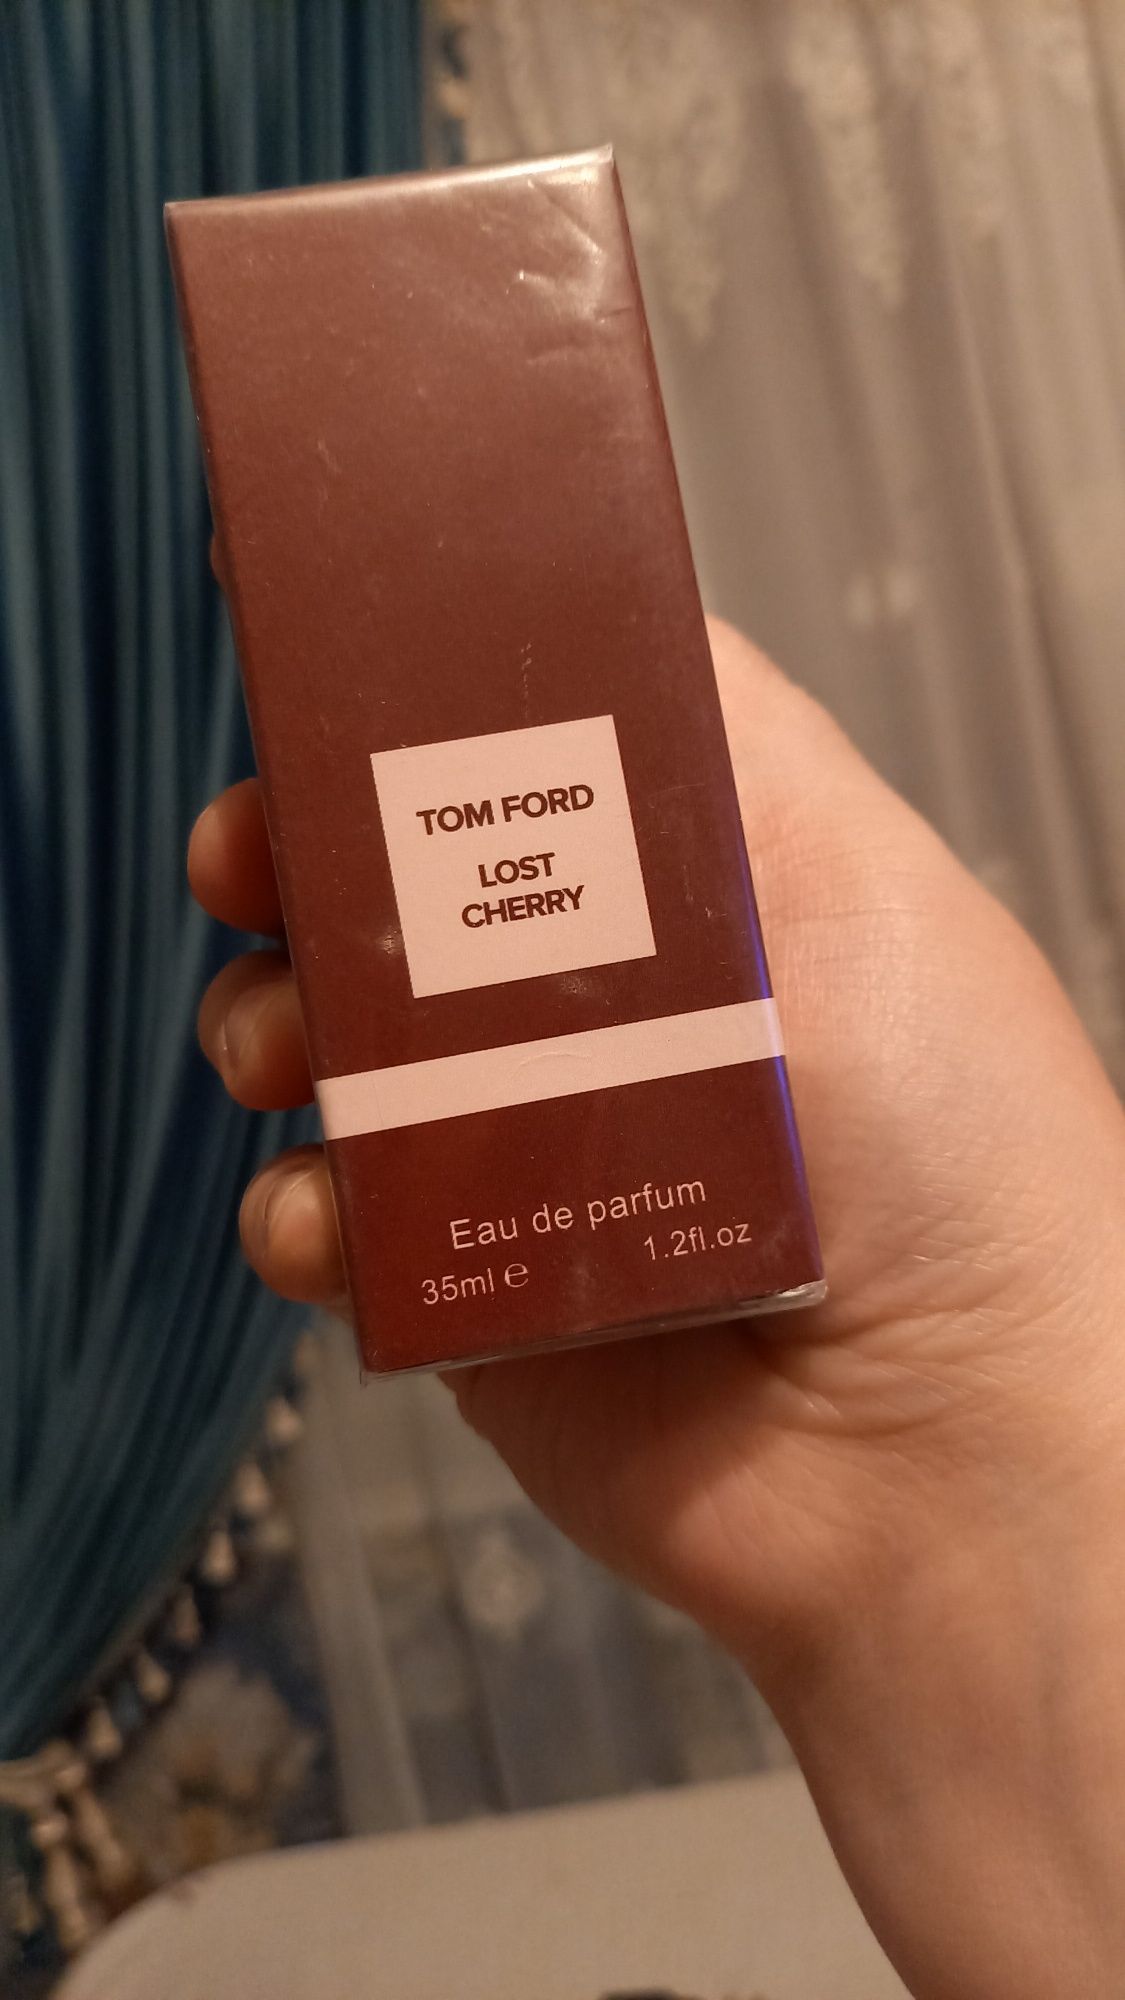 TOM FORD
LOST
CHERRY
Eau de parfum
35ml ℮ 1.2fl.oz